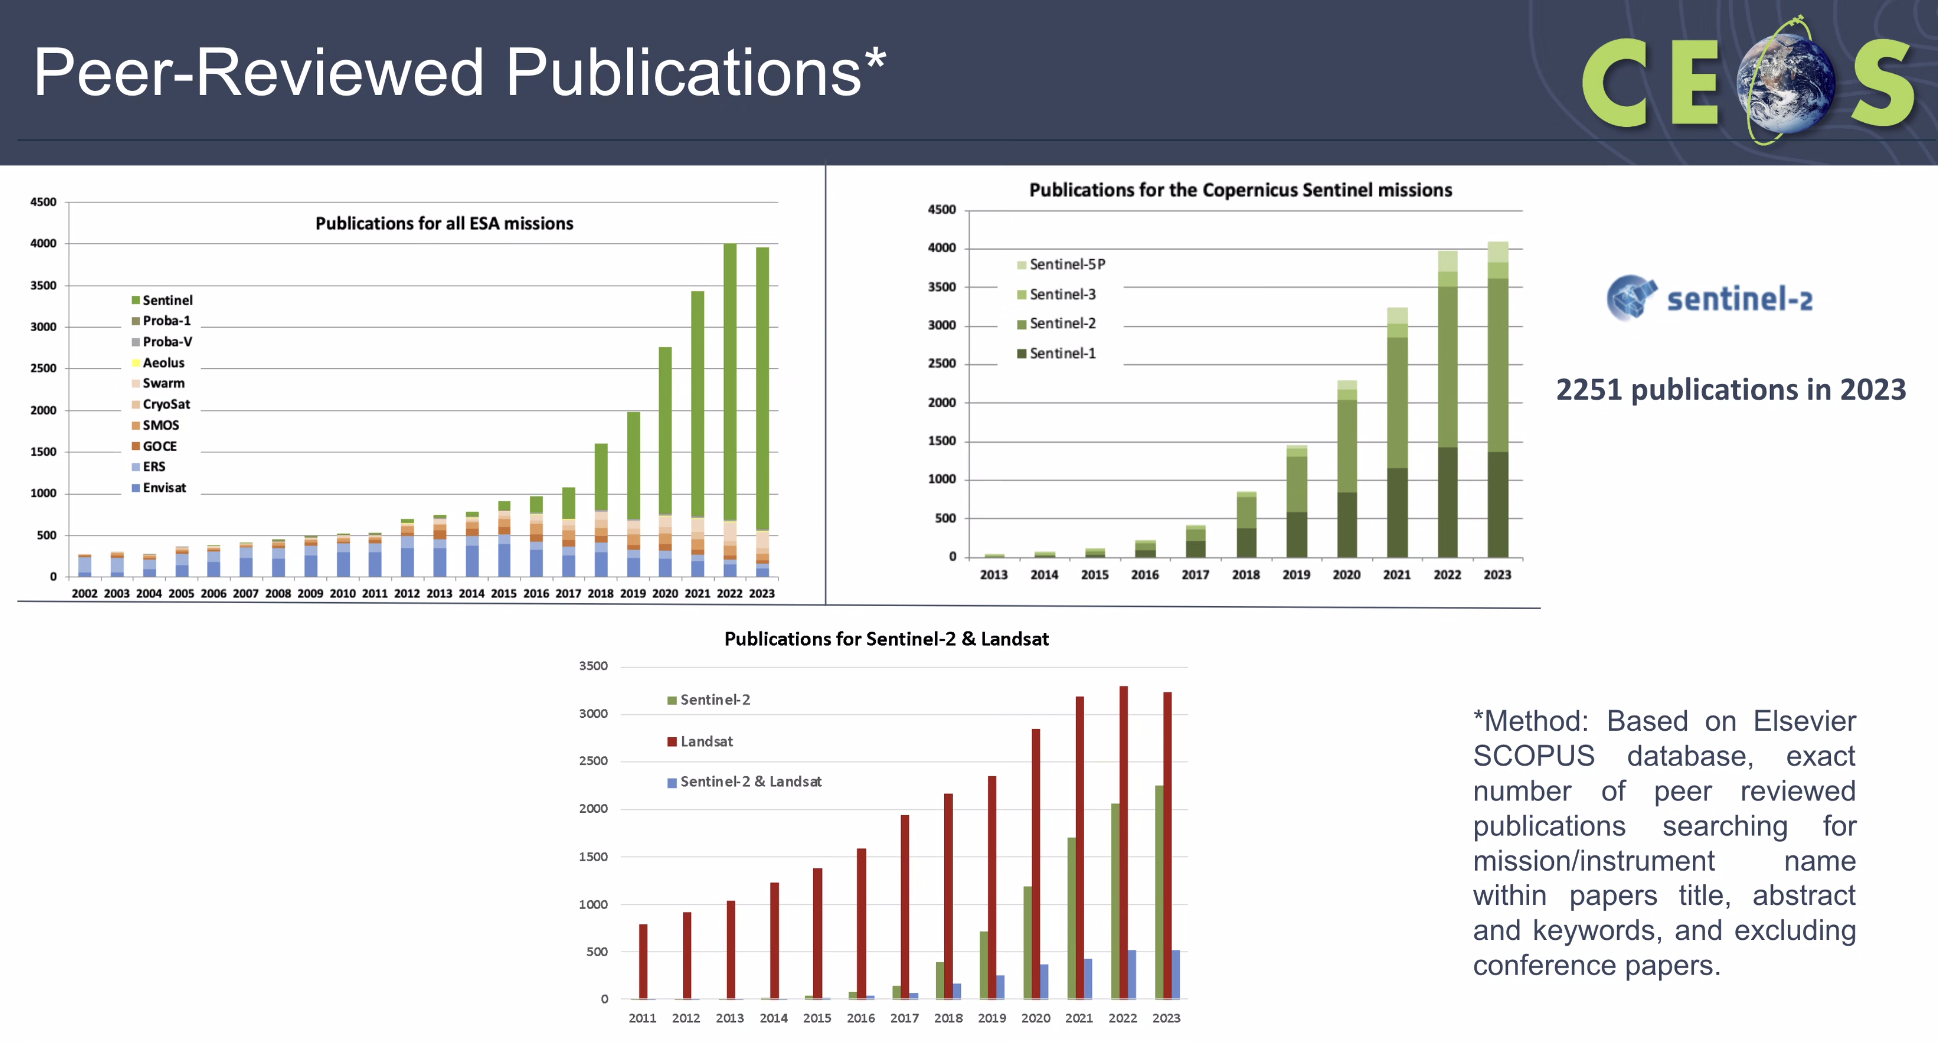 Peer-Reviewed Publications*
CEOS
Publications for all ESA missions
4500
4000
3500
3000
2500
2000
1500
1000
500
0
Sentinel
Proba-1
Proba-V
Aeolus
Swarm
CryoSat
SMOS
GOCE
ERS
Envisat
2002 2003 2004 2005 2006 2007 2008 2009 2010 2011 2012 2013 2014 2015 2016 2017 2018 2019 2020 2021 2022 2023
Publications for the Copernicus Sentinel missions
4500
4000
3500
3000
2500
2000
1500
1000
500
0
Sentinel-5P
Sentinel-3
Sentinel-2
Sentinel-1
2013 2014 2015 2016 2017 2018 2019 2020 2021 2022 2023
sentinel-2
2251 publications in 2023
Publications for Sentinel-2 & Landsat
3500
3000
2500
2000
1500
1000
500
0
Sentinel-2
Landsat
Sentinel-2 & Landsat
2011 2012 2013 2014 2015 2016 2017 2018 2019 2020 2021 2022 2023
*Method: Based on Elsevier
SCOPUS database, exact
number of peer reviewed
publications searching for
mission/instrument name
within papers title, abstract
and keywords, and excluding
conference papers.